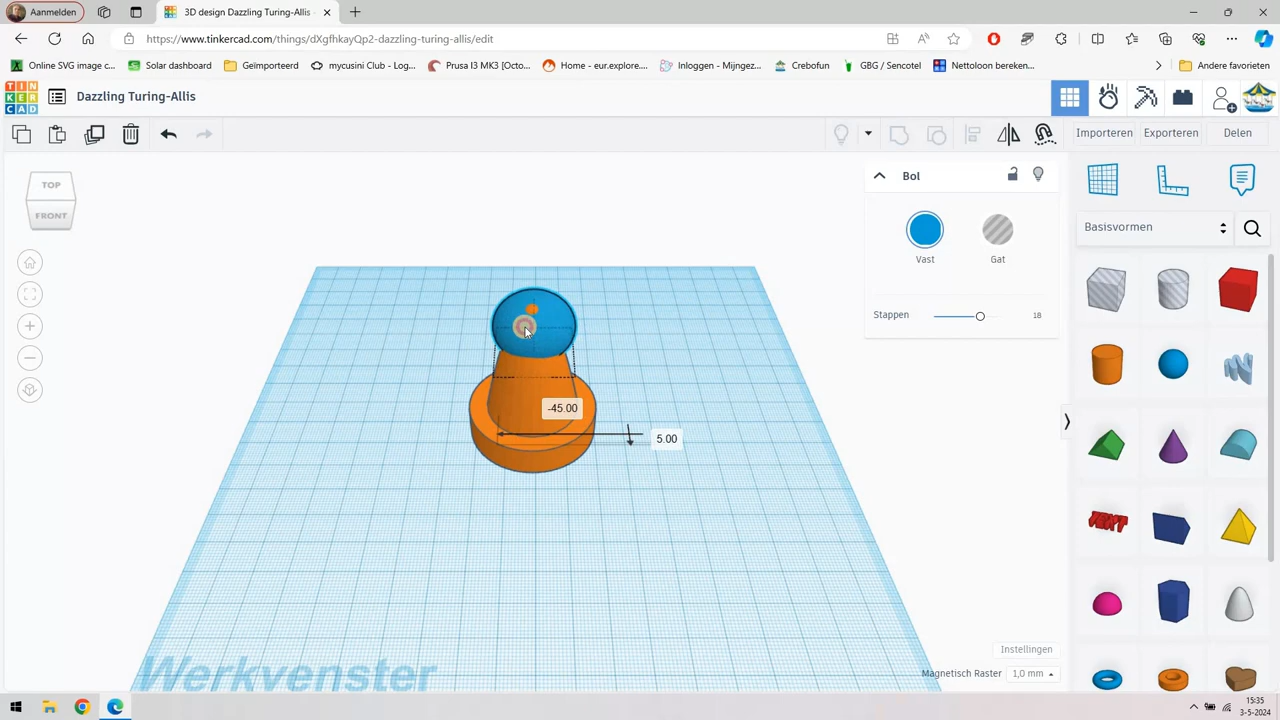 Aanmelden
3D design Dazzling Turing-Allis
https://www.tinkercad.com/things/dXgfhkayQp2-dazzling-turing-allis/edit
Online SVG image c...
Solar dashboard
Geïmporteerd
mycusini Club - Log...
Prusa I3 MK3 [Octo...
Home - eur.explore...
Inloggen - Mijngez...
Crebofun
GBG / Sencotel
Nettoloon bereken...
Andere favorieten
TIN
KER
CAD
Dazzling Turing-Allis
Importeren
Exporteren
Delen
TOP
FRONT
Bol
Vast
Gat
Stappen
18
Basisvormen
-45.00
5.00
TEXT
Werkvenster
Instellingen
Magnetisch Raster
1,0 mm
15:35
3-5-2024